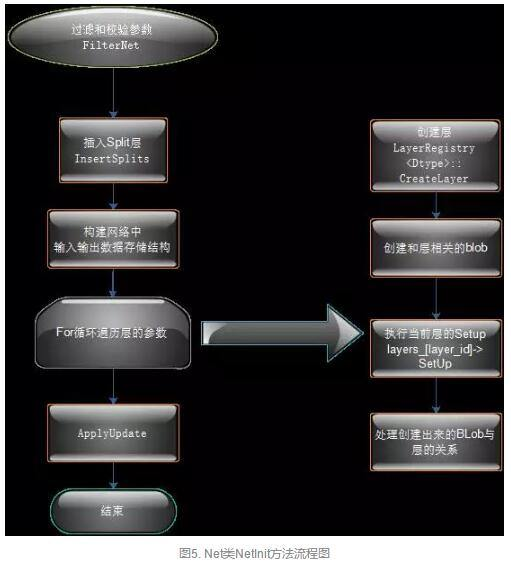 过滤和校验参数
FilterNet
插入Split层
InsertSplits
构建网络中
输入输出数据存储结构
For循环遍历层的参数
ApplyUpdate
结束
创建层
LayerRegistry
<Dtype>::
CreateLayer
创建和层相关的blob
执行当前层的Setup
layers_[layer_id]->
SetUp
处理创建出来的BLob与
层的关系
图5. Net类NetInit方法流程图